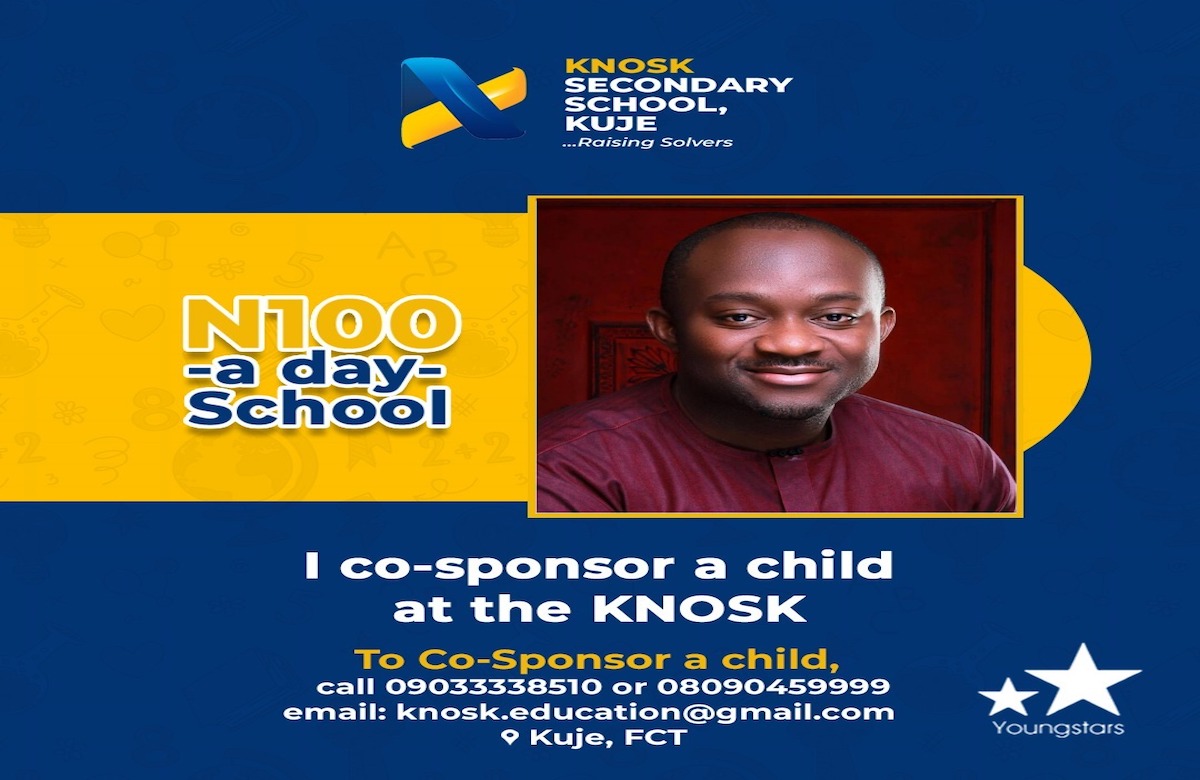 KNOSK
SECONDARY
SCHOOL,
KUJE
...Raising Solvers
N100
-a day-
School
I co-sponsor a child
at the KNOSK
To Co-Sponsor a child,
call 09033338510 or 08090459999
email: knosk.education@gmail.com
Kuje, FCT
Youngstars